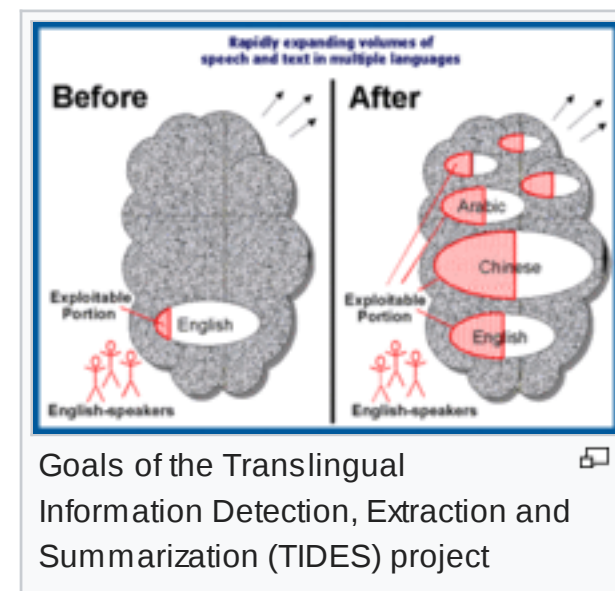 Rapidly expanding volumes of
speech and text in multiple languages
Before
Exploitable
Portion
English
English-speakers
After
Arabic
Chinese
Exploitable
Portion
English
English-speakers
Goals of the Translingual
Information Detection, Extraction and
Summarization (TIDES) project